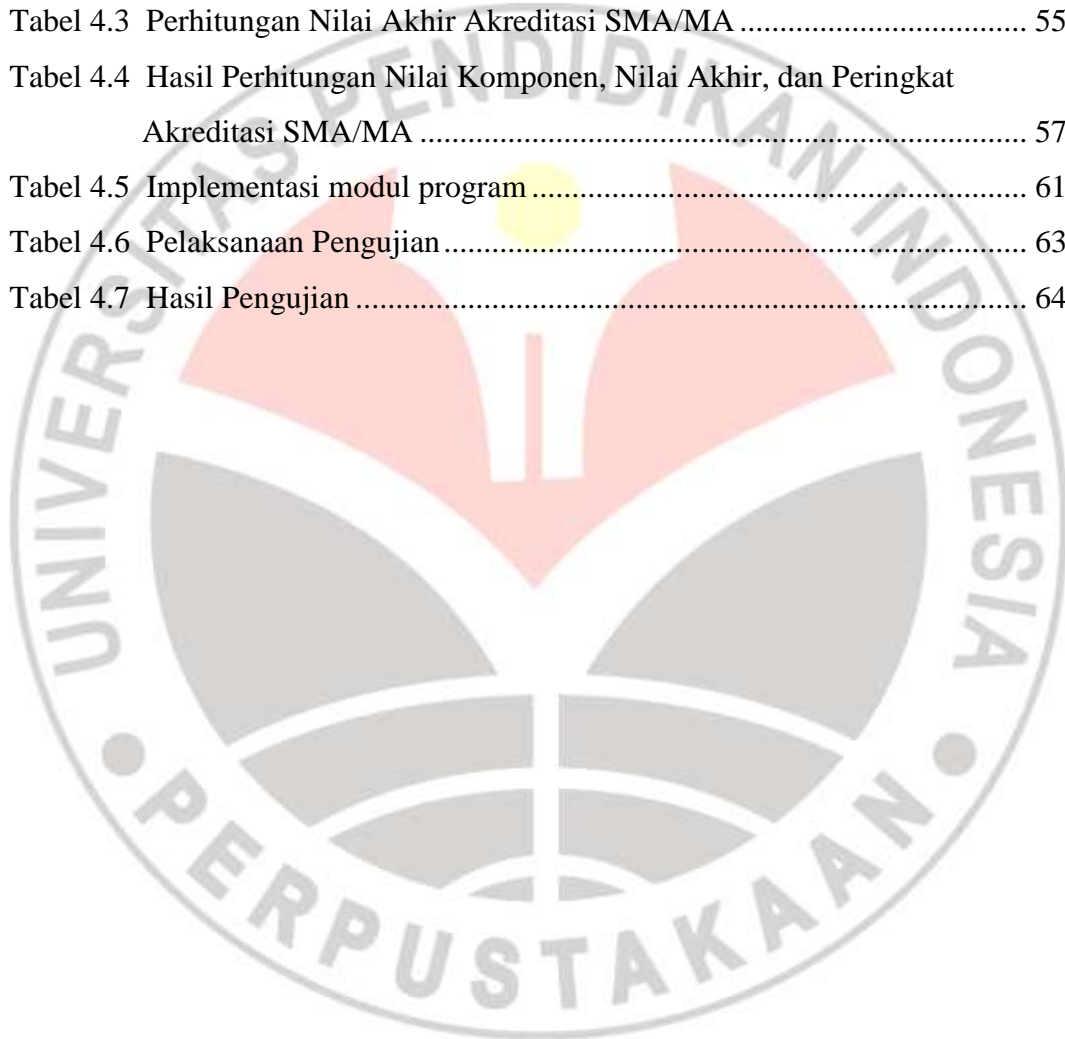 Tabel 4.3 Perhitungan Nilai Akhir Akreditasi SMA/MA .................................... 55
Tabel 4.4 Hasil Perhitungan Nilai Komponen, Nilai Akhir, dan Peringkat
Akreditasi SMA/MA ............................................................................ 57
Tabel 4.5 Implementasi modul program .............................................................. 61
Tabel 4.6 Pelaksanaan Pengujian ......................................................................... 63
Tabel 4.7 Hasil Pengujian .................................................................................... 64
UNIVERSITAS PENDIDIKAN INDONESIA
PERPUSTAKAAN